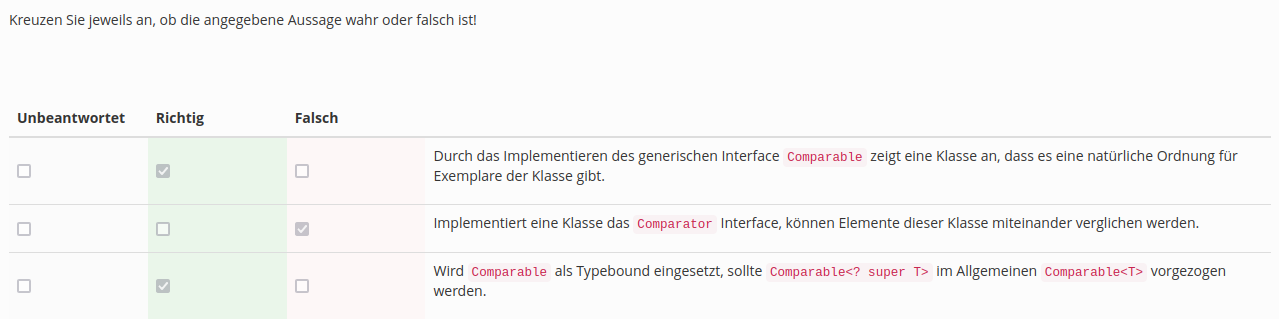 Kreuzen Sie jeweils an, ob die angegebene Aussage wahr oder falsch ist!
Unbeantwortet Richtig Falsch
Durch das Implementieren des generischen Interface Comparable zeigt eine Klasse an, dass es eine natürliche Ordnung für
Exemplare der Klasse gibt.
Implementiert eine Klasse das Comparator Interface, können Elemente dieser Klasse miteinander verglichen werden.
Wird Comparable als Typebound eingesetzt, sollte Comparable<? super T> im Allgemeinen Comparable<T> vorgezogen
werden.